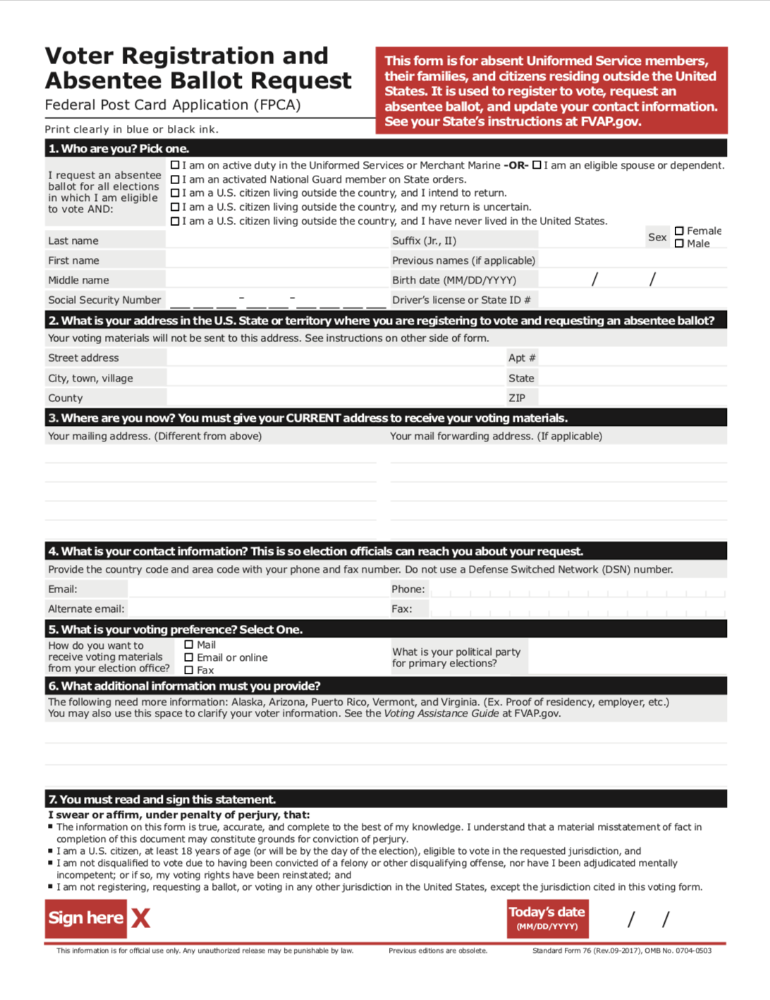 Voter Registration and
Absentee Ballot Request
Federal Post Card Application (FPCA)
Print clearly in blue or black ink.
This form is for absent Uniformed Service members,
their families, and citizens residing outside the United
States. It is used to register to vote, request an
absentee ballot, and update your contact information.
See your State's instructions at FVAP.gov.
1. Who are you? Pick one.
I request an absentee
ballot for all elections
in which I am eligible
to vote AND:
I am on active duty in the Uniformed Services or Merchant Marine -OR- I am an eligible spouse or dependent.
I am an activated National Guard member on State orders.
I am a U.S. citizen living outside the country, and I intend to return.
I am a U.S. citizen living outside the country, and my return is uncertain.
I am a U.S. citizen living outside the country, and I have never lived in the United States.
Last name
Suffix (Jr., II)
Sex
Female
Male
First name
Previous names (if applicable)
Middle name
Birth date (MM/DD/YYYY) / /
Social Security Number ___ ___ ___ - ___ ___ - ___ ___ ___ ___
Driver's license or State ID #
2. What is your address in the U.S. State or territory where you are registering to vote and requesting an absentee ballot?
Your voting materials will not be sent to this address. See instructions on other side of form.
Street address
Apt #
City, town, village
State
County
ZIP
3. Where are you now? You must give your CURRENT address to receive your voting materials.
Your mailing address. (Different from above)
Your mail forwarding address. (If applicable)
4. What is your contact information? This is so election officials can reach you about your request.
Provide the country code and area code with your phone and fax number. Do not use a Defense Switched Network (DSN) number.
Email:
Phone:
Alternate email:
Fax:
5. What is your voting preference? Select One.
How do you want to
receive voting materials
from your election office?
Mail
Email or online
Fax
What is your political party
for primary elections?
6. What additional information must you provide?
The following need more information: Alaska, Arizona, Puerto Rico, Vermont, and Virginia. (Ex. Proof of residency, employer, etc.)
You may also use this space to clarify your voter information. See the Voting Assistance Guide at FVAP.gov.
7. You must read and sign this statement.
I swear or affirm, under penalty of perjury, that:
▪ The information on this form is true, accurate, and complete to the best of my knowledge. I understand that a material misstatement of fact in
completion of this document may constitute grounds for conviction of perjury.
▪ I am a U.S. citizen, at least 18 years of age (or will be by the day of the election), eligible to vote in the requested jurisdiction, and
▪ I am not disqualified to vote due to having been convicted of a felony or other disqualifying offense, nor have I been adjudicated mentally
incompetent; or if so, my voting rights have been reinstated; and
▪ I am not registering, requesting a ballot, or voting in any other jurisdiction in the United States, except the jurisdiction cited in this voting form.
Sign here X
Today's date
(MM/DD/YYYY)
/ /
This information is for official use only. Any unauthorized release may be punishable by law.
Previous editions are obsolete.
Standard Form 76 (Rev.09-2017), OMB No. 0704-0503